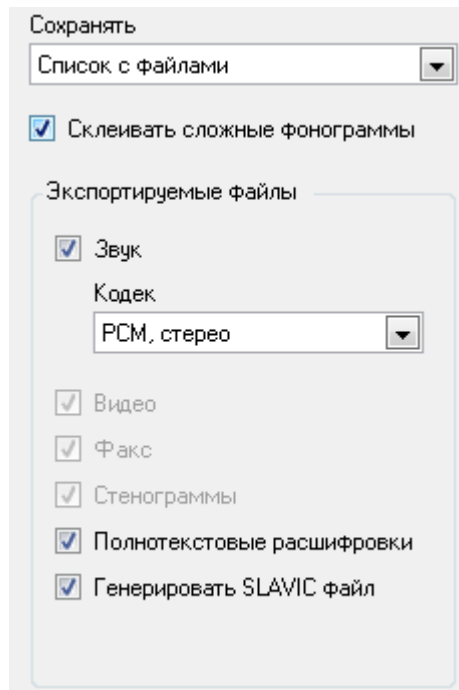 Сохранять
Список с файлами
Склеивать сложные фонограммы
Экспортируемые файлы
Звук
Кодек
PCM, стерео
Видео
Факс
Стенограммы
Полнотекстовые расшифровки
Генерировать SLAVIC файл